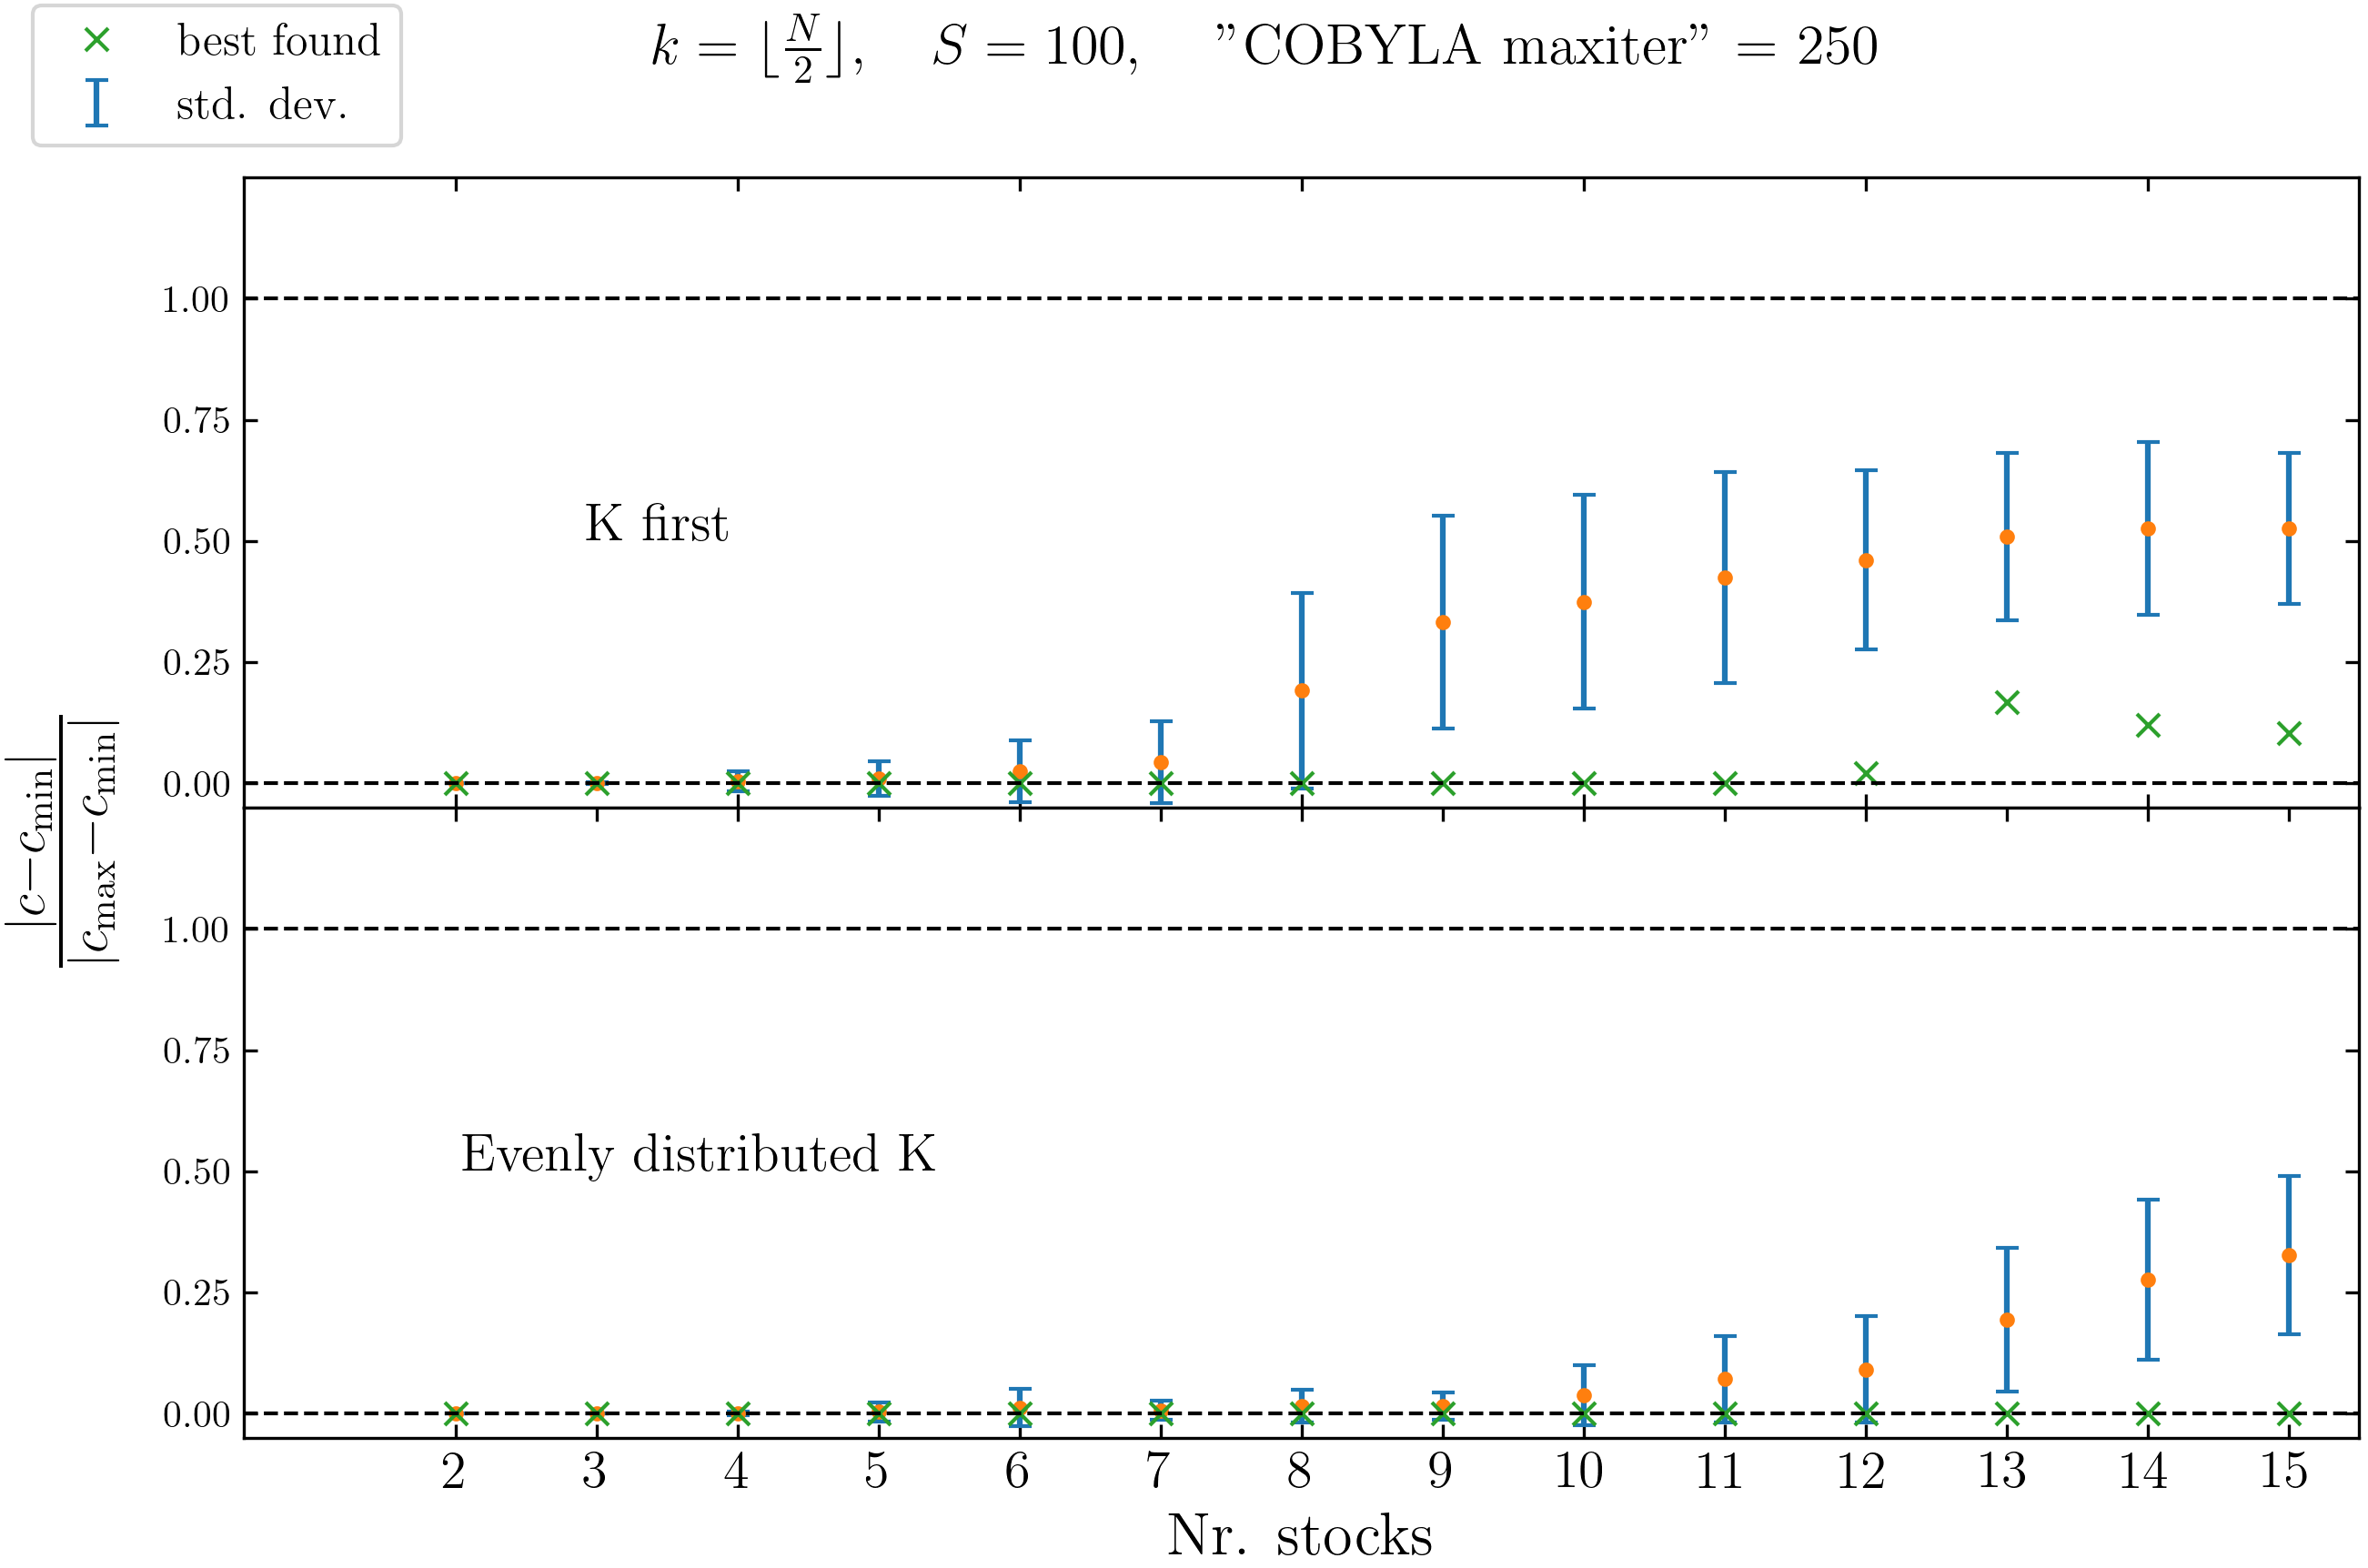 best found
std. dev.
k = ⌊N/2⌋, S = 100, ”COBYLA maxiter” = 250
|c−c_min|
|c_max−c_min|
1.00
0.75
0.50
0.25
0.00
K first
1.00
0.75
0.50
0.25
0.00
Evenly distributed K
2 3 4 5 6 7 8 9 10 11 12 13 14 15
Nr. stocks